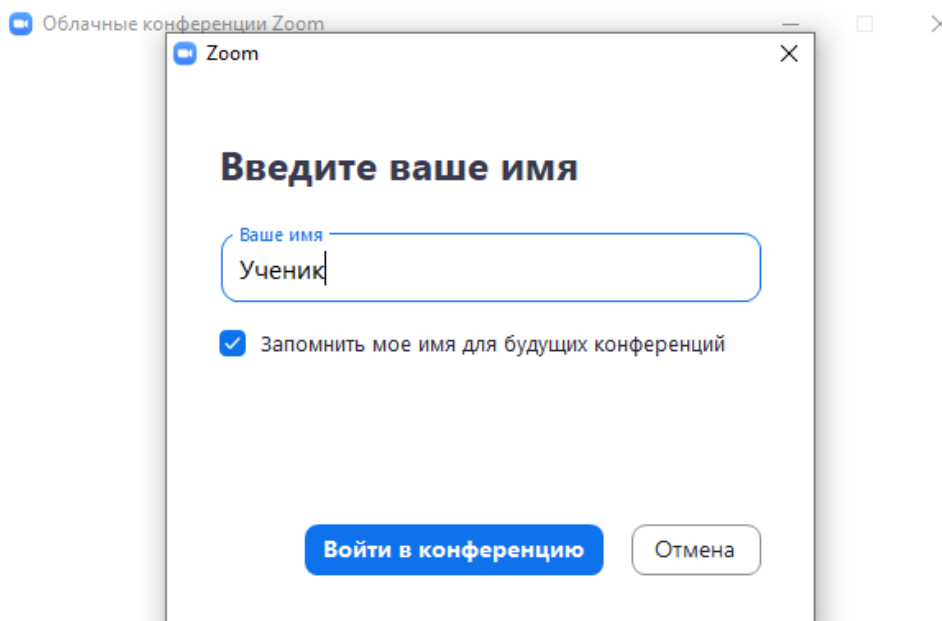 Облачные конференции Zoom
Zoom
Введите ваше имя
Ваше имя
Ученик
Запомнить мое имя для будущих конференций
Войти в конференцию
Отмена